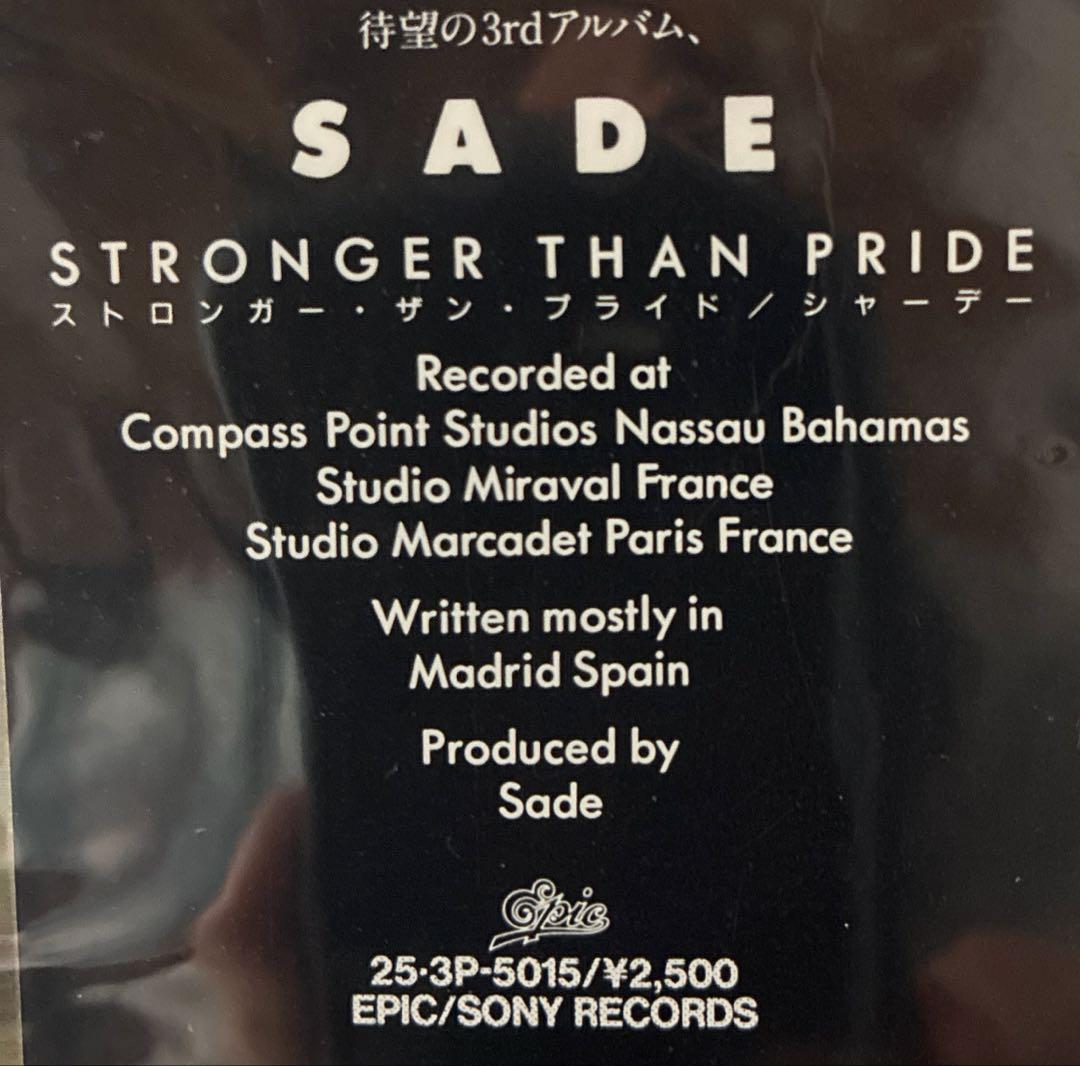 待望の3rdアルバム、
SADE
STRONGER THAN PRIDE
ストロンガー・ザン・プライド／シャーデー
Recorded at
Compass Point Studios Nassau Bahamas
Studio Miraval France
Studio Marcadet Paris France
Written mostly in
Madrid Spain
Produced by
Sade
Epic
25・3P-5015/¥2,500
EPIC/SONY RECORDS